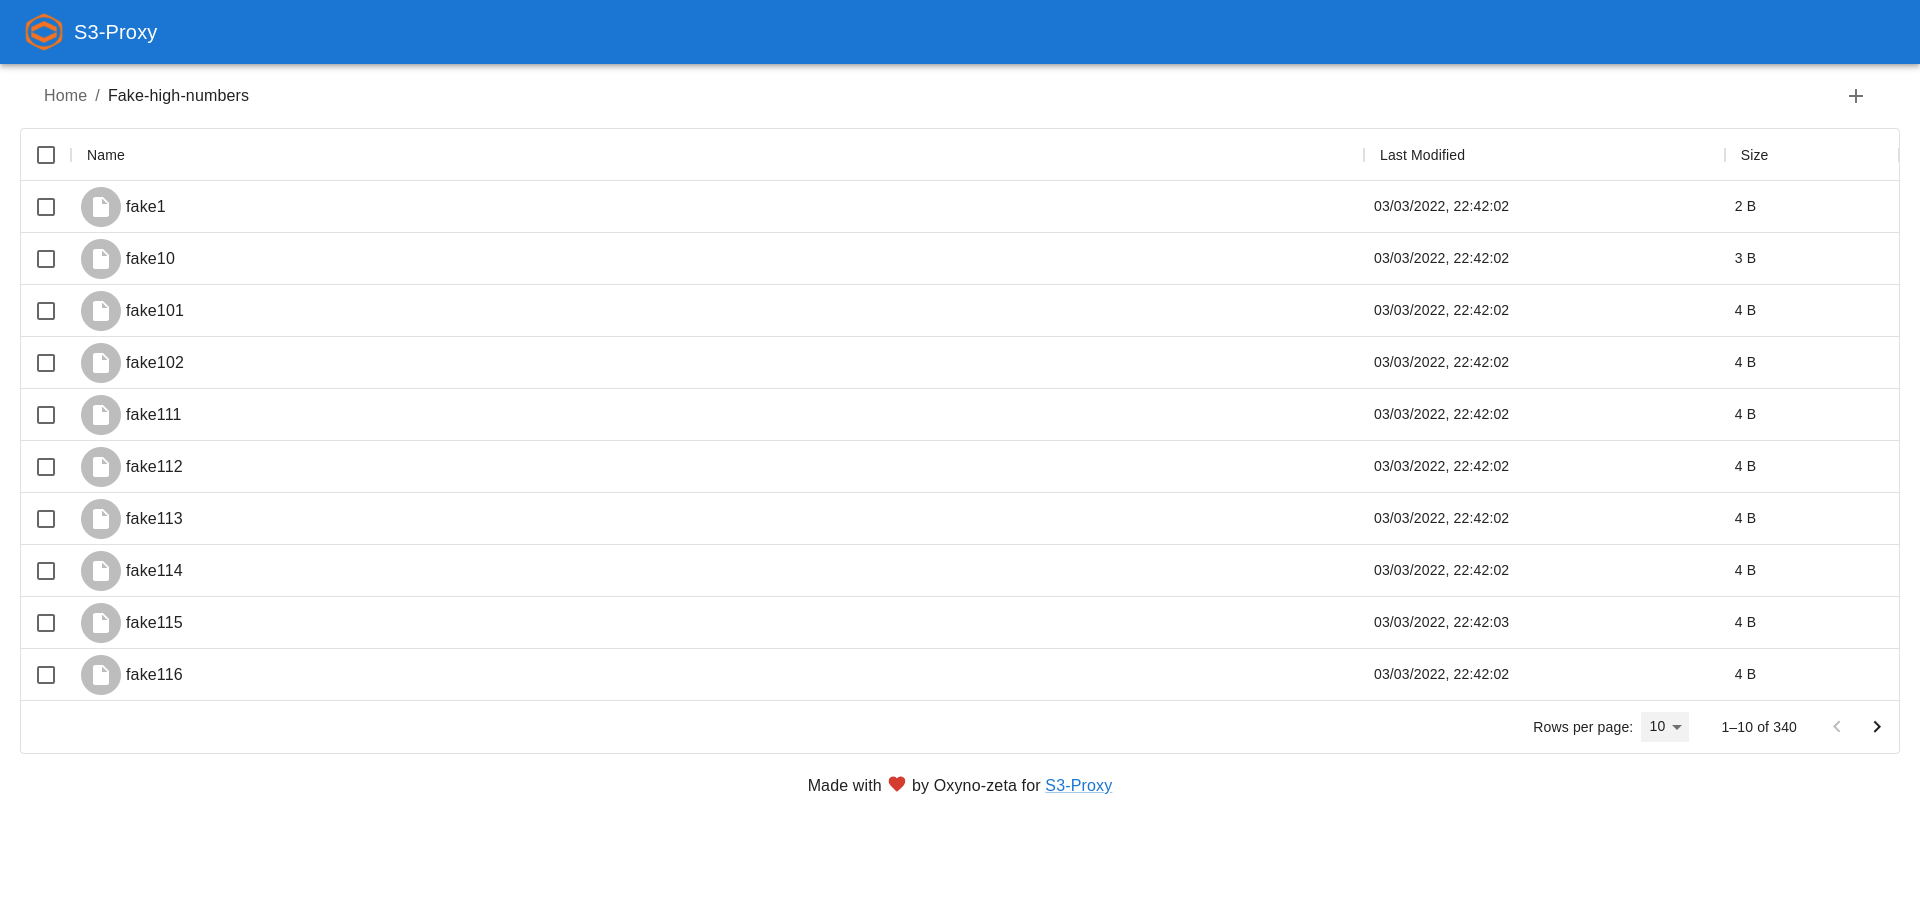 S3-Proxy
Home / Fake-high-numbers
Name Last Modified Size
fake1 03/03/2022, 22:42:02 2 B
fake10 03/03/2022, 22:42:02 3 B
fake101 03/03/2022, 22:42:02 4 B
fake102 03/03/2022, 22:42:02 4 B
fake111 03/03/2022, 22:42:02 4 B
fake112 03/03/2022, 22:42:02 4 B
fake113 03/03/2022, 22:42:02 4 B
fake114 03/03/2022, 22:42:02 4 B
fake115 03/03/2022, 22:42:03 4 B
fake116 03/03/2022, 22:42:02 4 B
Rows per page: 10 1–10 of 340
Made with ❤ by Oxyno-zeta for S3-Proxy